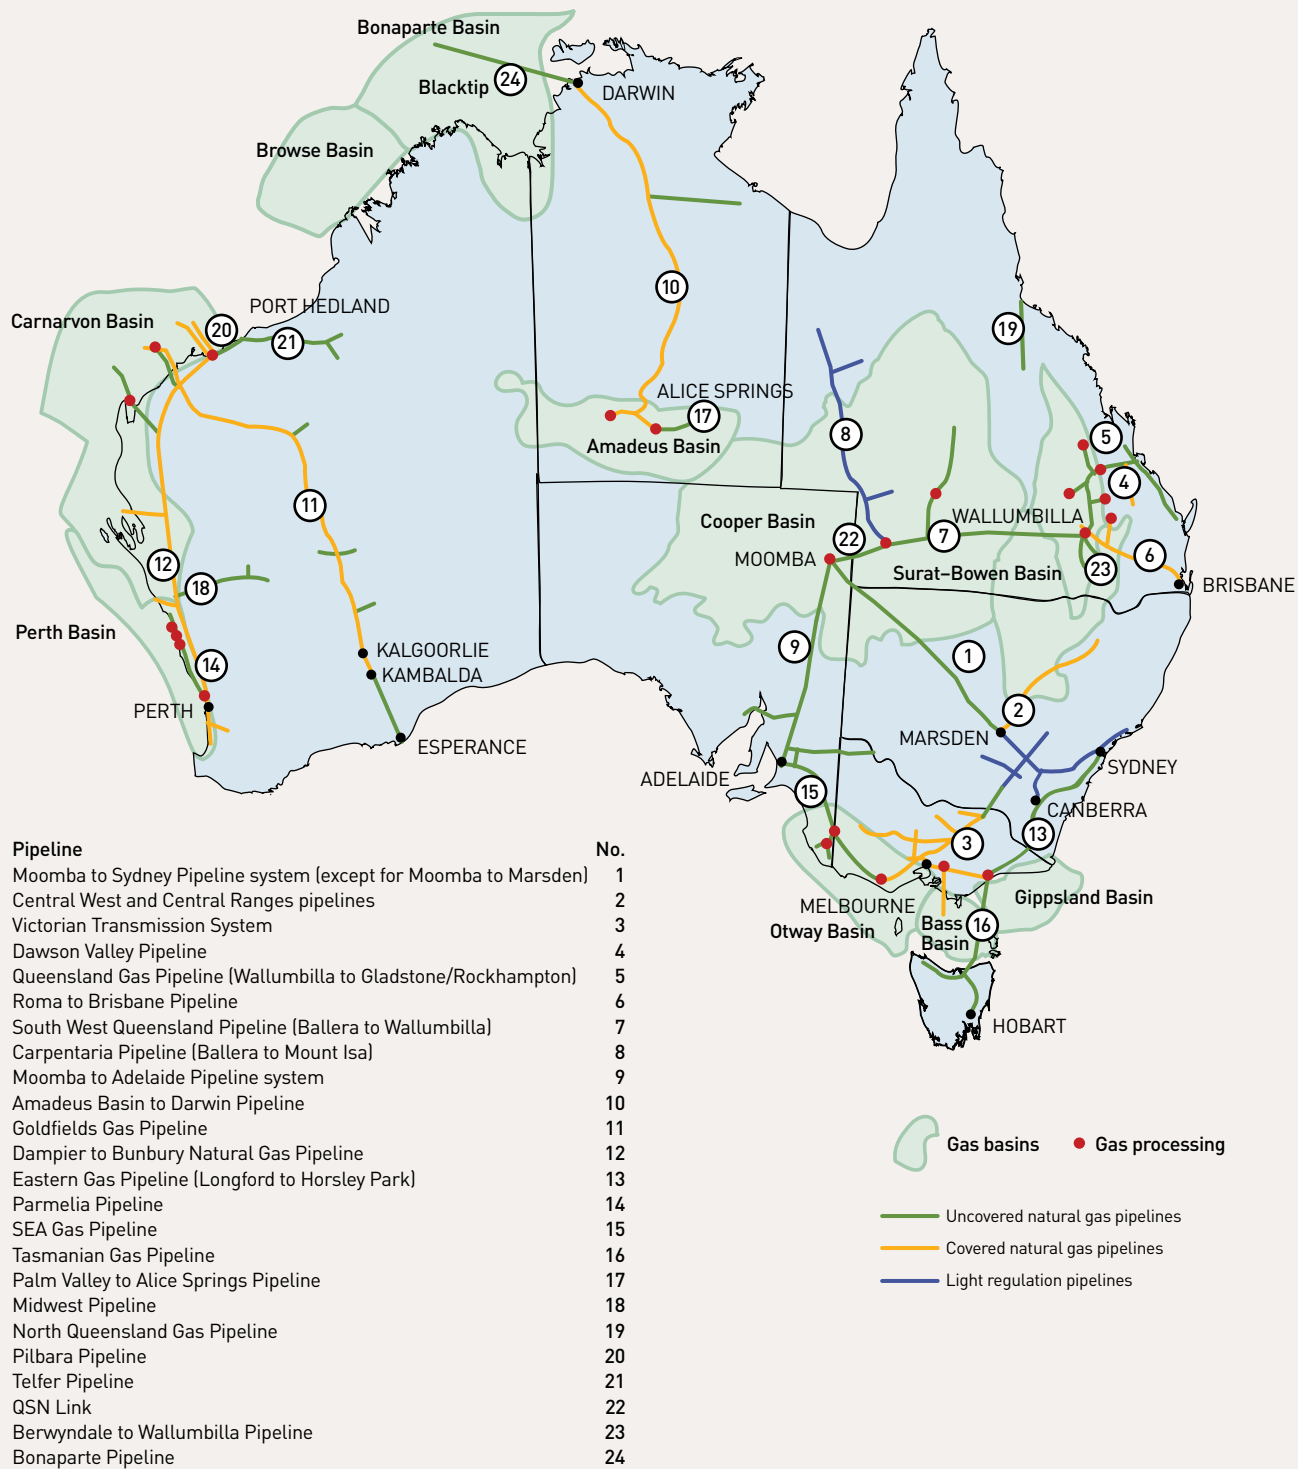 Bonaparte Basin
Blacktip
24
DARWIN
Browse Basin
10
PORT HEDLAND
Carnarvon Basin
20
21
19
ALICE SPRINGS
17
Amadeus Basin
8
5
4
11
Cooper Basin
WALLUMBILLA
22
7
MOOMBA
12
18
Surat–Bowen Basin
23
6
BRISBANE
Perth Basin
9
1
KALGOORLIE
14
KAMBALDA
PERTH
2
MARSDEN
ESPERANCE
SYDNEY
ADELAIDE
15
CANBERRA
13
3
MELBOURNE
Gippsland Basin
Otway Basin
Bass
Basin
16
HOBART
Pipeline No.
Moomba to Sydney Pipeline system (except for Moomba to Marsden) 1
Central West and Central Ranges pipelines 2
Victorian Transmission System 3
Dawson Valley Pipeline 4
Queensland Gas Pipeline (Wallumbilla to Gladstone/Rockhampton) 5
Roma to Brisbane Pipeline 6
South West Queensland Pipeline (Ballera to Wallumbilla) 7
Carpentaria Pipeline (Ballera to Mount Isa) 8
Moomba to Adelaide Pipeline system 9
Amadeus Basin to Darwin Pipeline 10
Goldfields Gas Pipeline 11
Dampier to Bunbury Natural Gas Pipeline 12
Eastern Gas Pipeline (Longford to Horsley Park) 13
Parmelia Pipeline 14
SEA Gas Pipeline 15
Tasmanian Gas Pipeline 16
Palm Valley to Alice Springs Pipeline 17
Midwest Pipeline 18
North Queensland Gas Pipeline 19
Pilbara Pipeline 20
Telfer Pipeline 21
QSN Link 22
Berwyndale to Wallumbilla Pipeline 23
Bonaparte Pipeline 24
Gas basins
Gas processing
Uncovered natural gas pipelines
Covered natural gas pipelines
Light regulation pipelines